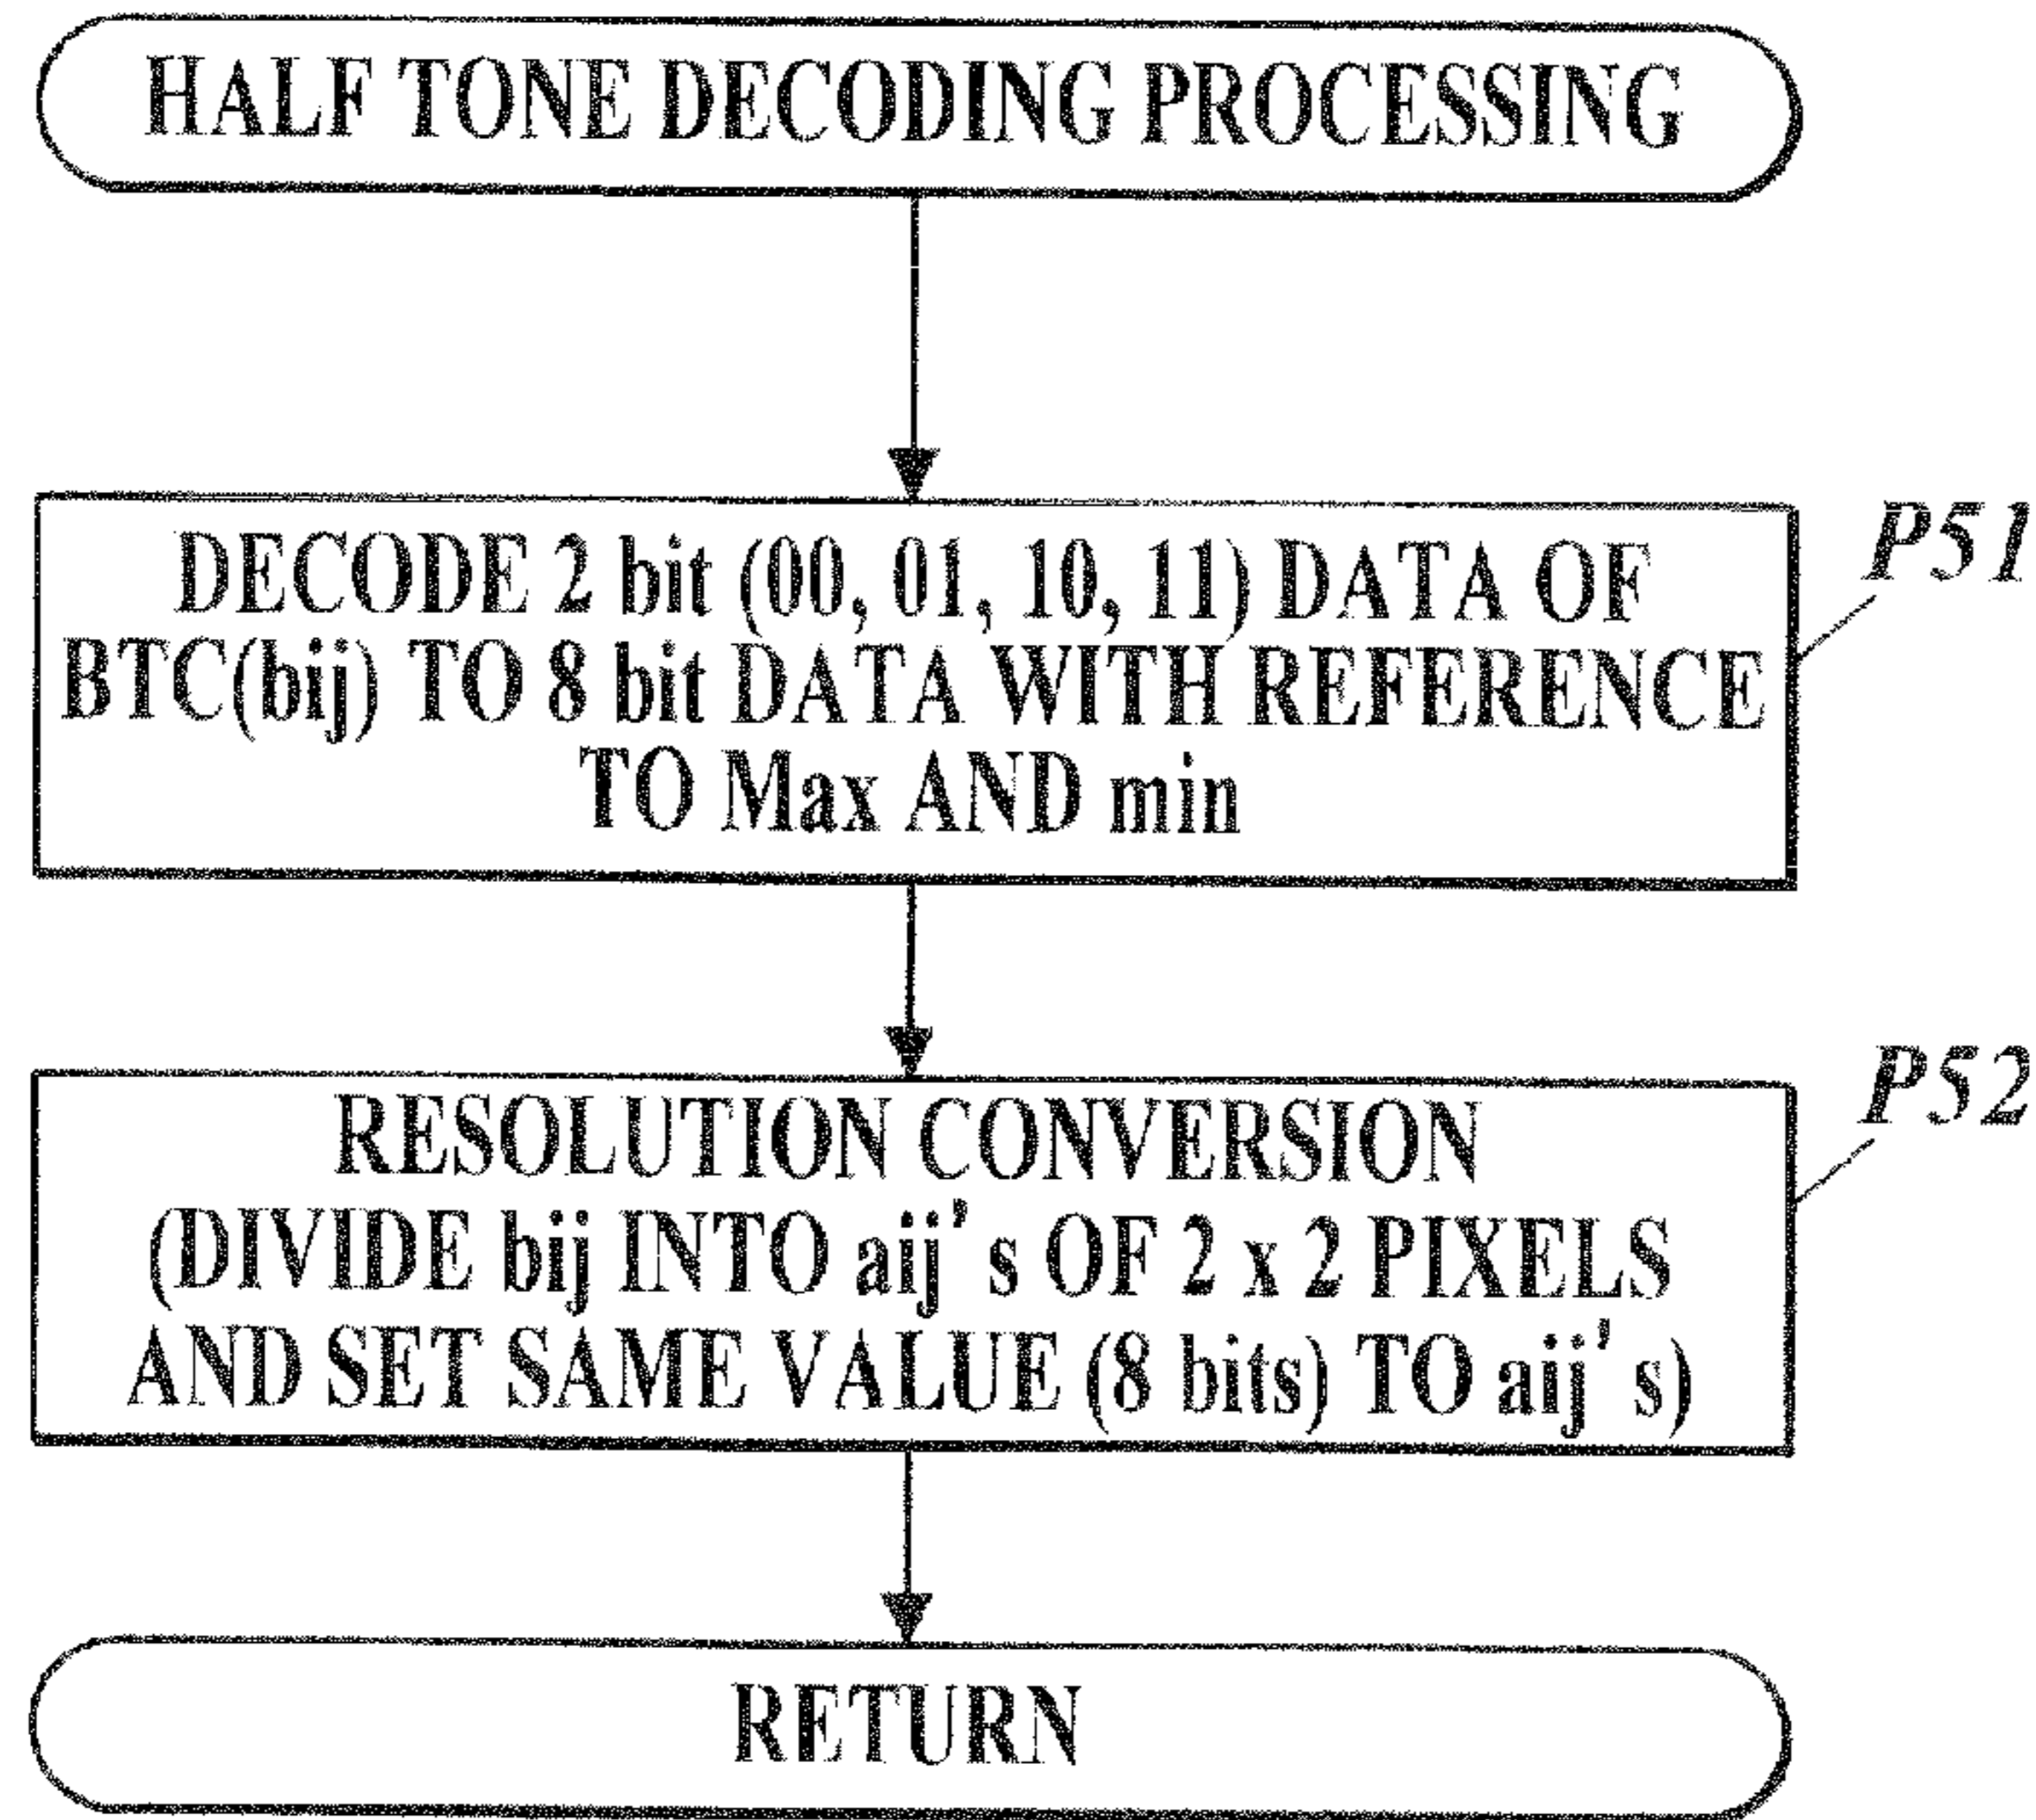 HALF TONE DECODING PROCESSING
DECODE 2 bit (00, 01, 10, 11) DATA OF
BTC(bij) TO 8 bit DATA WITH REFERENCE
TO Max AND min
P51
RESOLUTION CONVERSION
(DIVIDE bij INTO aij's OF 2 x 2 PIXELS
AND SET SAME VALUE (8 bits) TO aij's)
P52
RETURN